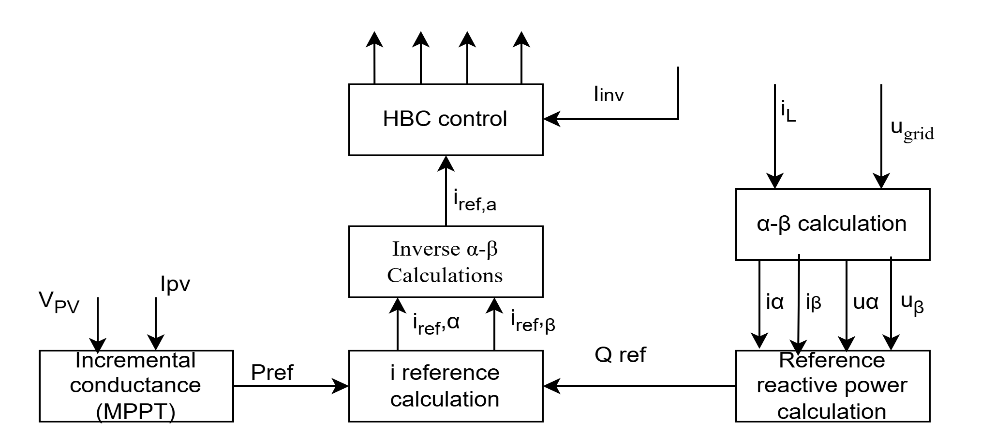 HBC control
Iinv
iL
ugrid
iref,a
α-β calculation
Inverse α-β
Calculations
VPV
Ipv
iref,α
iref,β
iα
iβ
uα
uβ
Incremental
conductance
(MPPT)
Pref
i reference
calculation
Q ref
Reference
reactive power
calculation